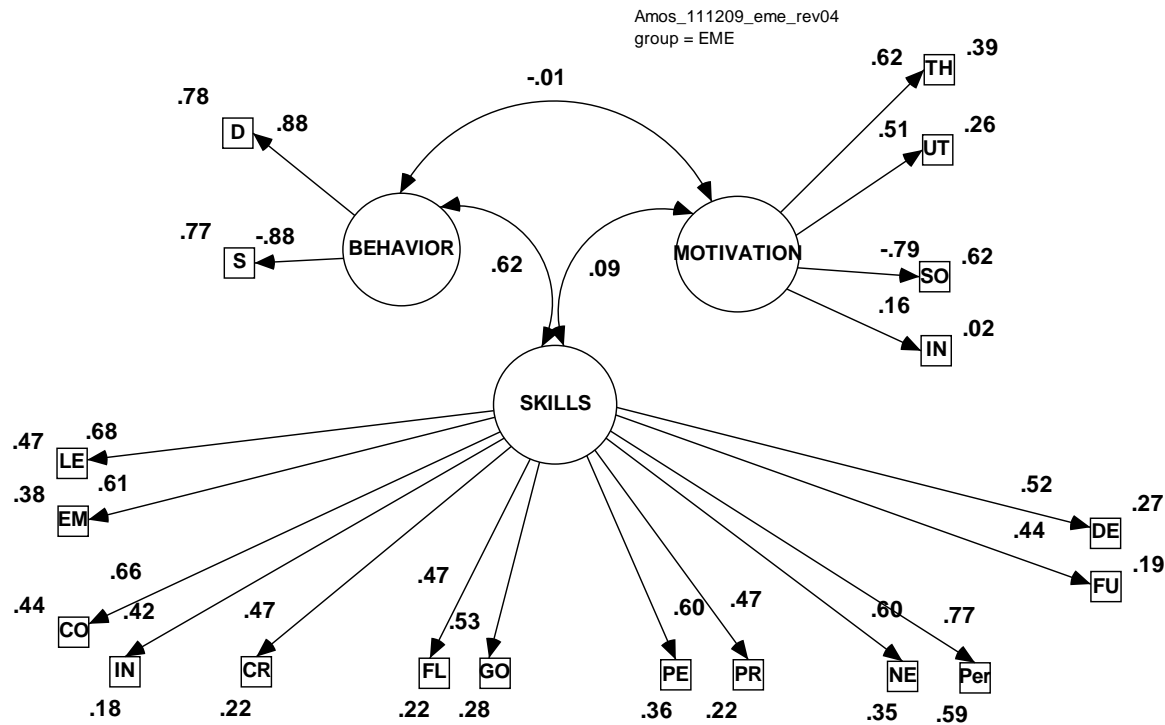 Amos_111209_eme_rev04
group = EME
-.01
.62 TH .39
.78
D .88
.51 UT .26
.77 S -.88
BEHAVIOR
MOTIVATION
.62
.09
-.79 SO .62
.16 IN .02
SKILLS
.47 LE .68
.38 EM .61
.52 DE .27
.44 FU .19
.66
.44 CO
.42
.47
.47
.53
.60
.47
.60
.77
IN
CR
FL
GO
PE
PR
NE
Per
.18
.22
.22
.28
.36
.22
.35
.59